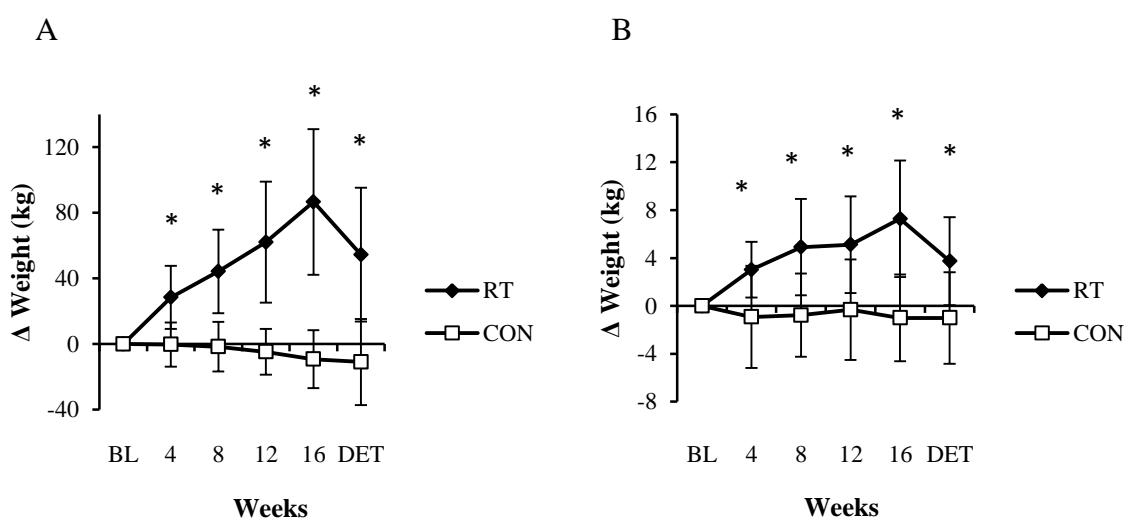 A
B
* * * * *
120
80
40
0
-40
Δ Weight (kg)
BL 4 8 12 16 DET
Weeks
RT
CON
* * * * *
16
12
8
4
0
-4
-8
Δ Weight (kg)
BL 4 8 12 16 DET
Weeks
RT
CON